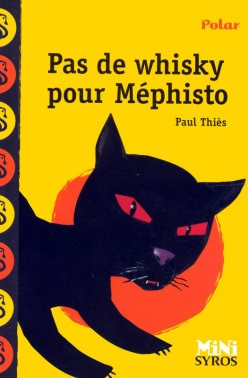 Polar
Pas de whisky
pour Méphisto
Paul Thiès
MiNi
SYROS